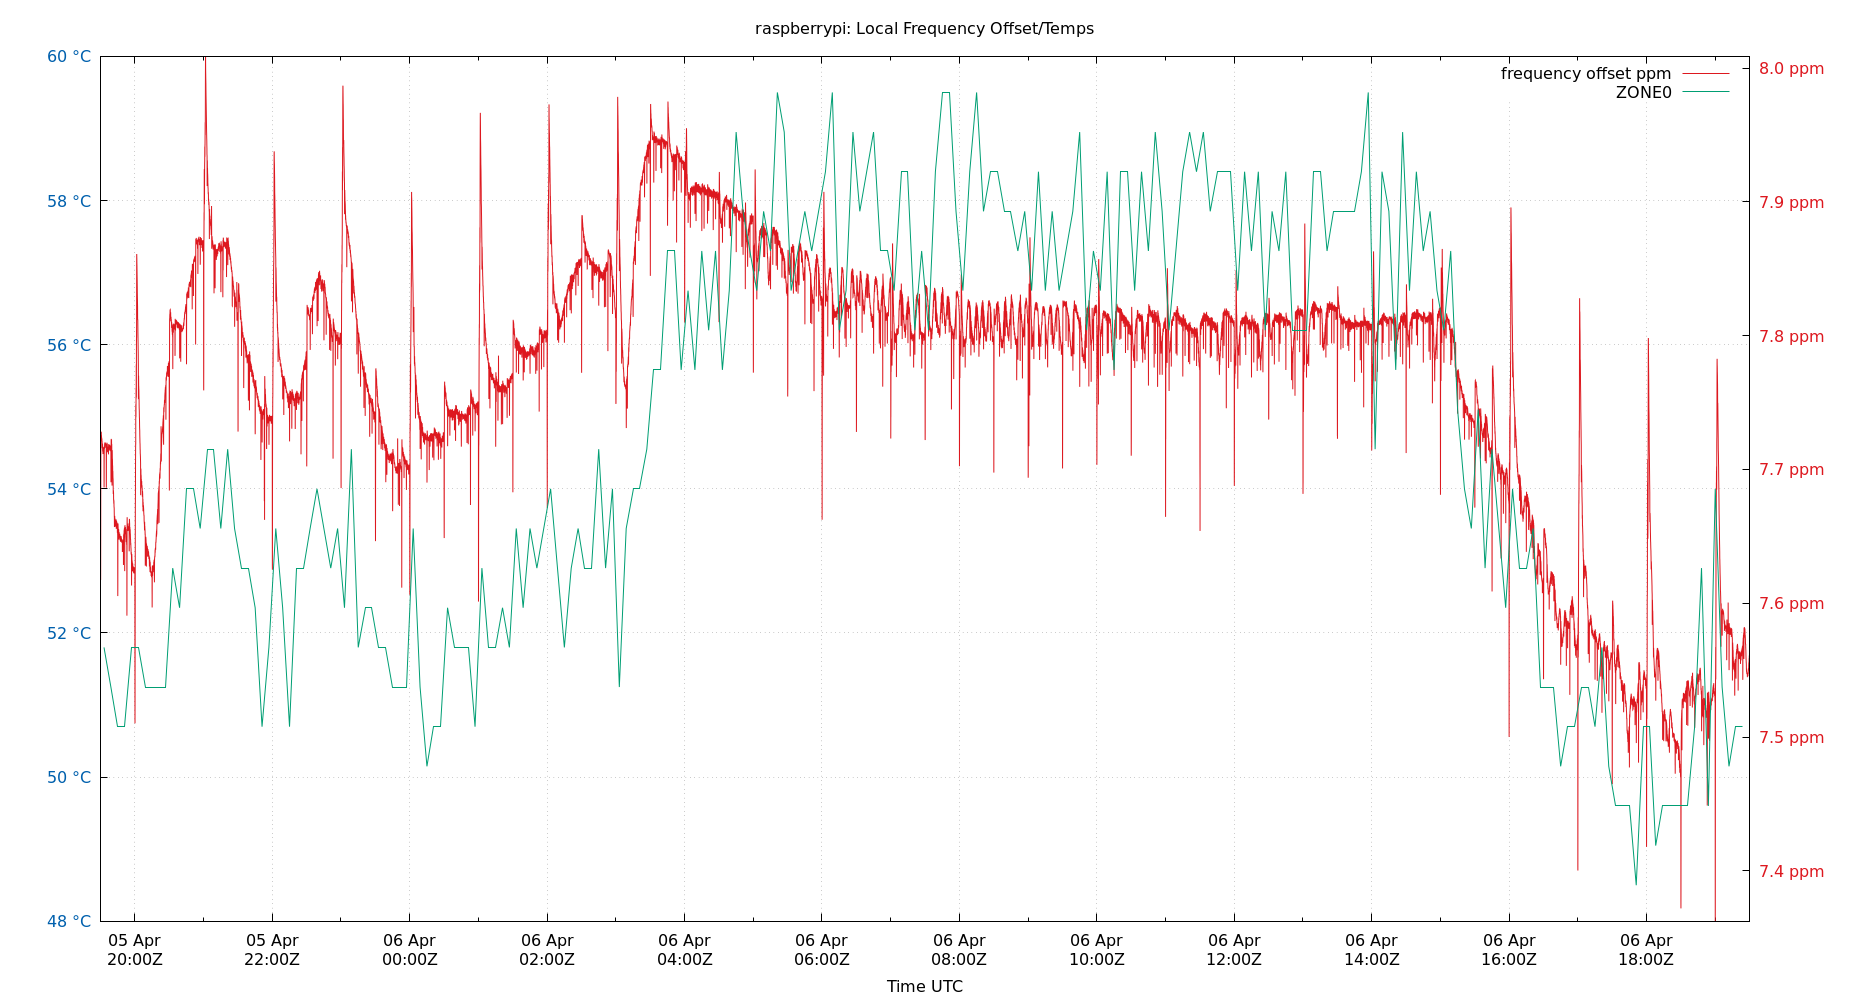 raspberrypi: Local Frequency Offset/Temps
60 °C
58 °C
56 °C
54 °C
52 °C
50 °C
48 °C
frequency offset ppm
ZONE0
8.0 ppm
7.9 ppm
7.8 ppm
7.7 ppm
7.6 ppm
7.5 ppm
7.4 ppm
05 Apr 05 Apr 06 Apr 06 Apr 06 Apr 06 Apr 06 Apr 06 Apr 06 Apr 06 Apr 06 Apr 06 Apr
20:00Z 22:00Z 00:00Z 02:00Z 04:00Z 06:00Z 08:00Z 10:00Z 12:00Z 14:00Z 16:00Z 18:00Z
Time UTC